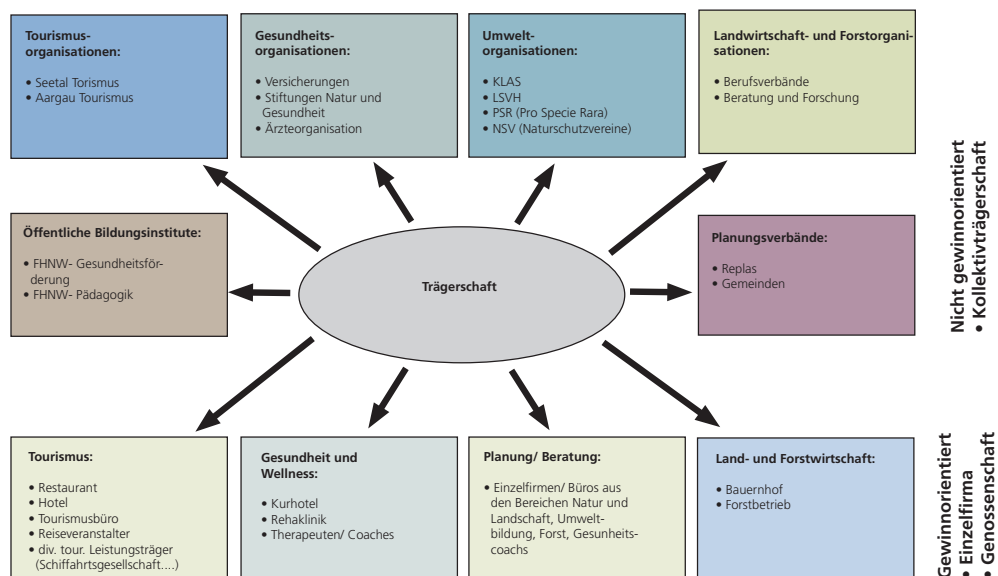 Tourismus-
organisationen:
• Seetal Torismus
• Aargau Tourismus
Gesundheits-
organisationen:
• Versicherungen
• Stiftungen Natur und
Gesundheit
• Ärzteorganisation
Umwelt-
organisationen:
• KLAS
• LSVH
• PSR (Pro Specie Rara)
• NSV (Naturschutzvereine)
Landwirtschaft- und Forstorgani-
sationen:
• Berufsverbände
• Beratung und Forschung
Öffentliche Bildungsinstitute:
• FHNW- Gesundheitsför-
derung
• FHNW- Pädagogik
Trägerschaft
Planungsverbände:
• Replas
• Gemeinden
Nicht gewinnorientiert
• Kollektivträgerschaft
Tourismus:
• Restaurant
• Hotel
• Tourismusbüro
• Reiseveranstalter
• div. tour. Leistungsträger
(Schiffahrtsgesellschaft....)
Gesundheit und
Wellness:
• Kurhotel
• Rehaklinik
• Therapeuten/ Coaches
Planung/ Beratung:
• Einzelfirmen/ Büros aus
den Bereichen Natur und
Landschaft, Umwelt-
bildung, Forst, Gesunheits-
coachs
Land- und Forstwirtschaft:
• Bauernhof
• Forstbetrieb
Gewinnorientiert
• Einzelfirma
• Genossenschaft